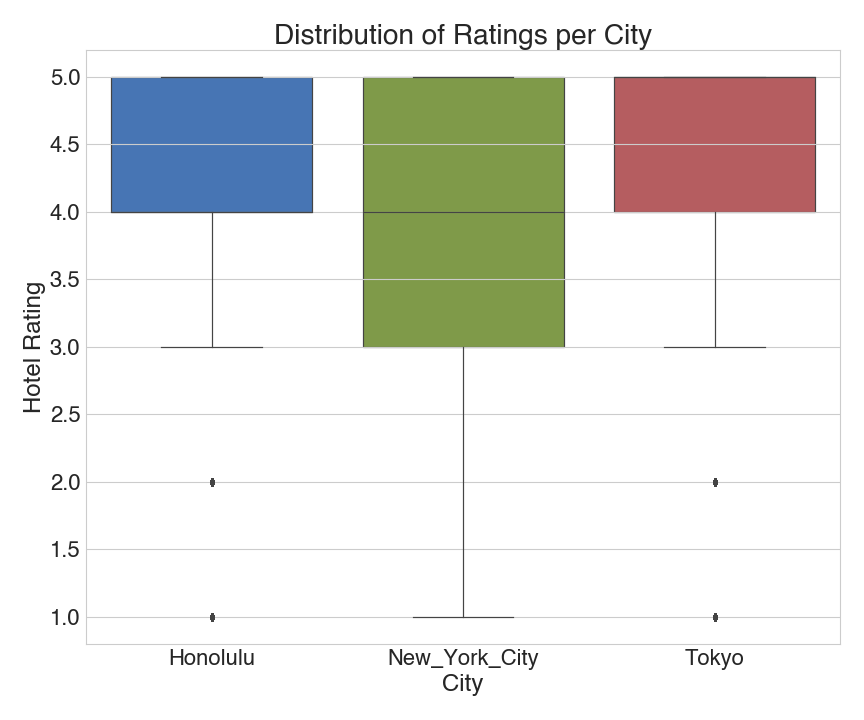 Distribution of Ratings per City
Hotel Rating
5.0
4.5
4.0
3.5
3.0
2.5
2.0
1.5
1.0
Honolulu
New_York_City
Tokyo
City